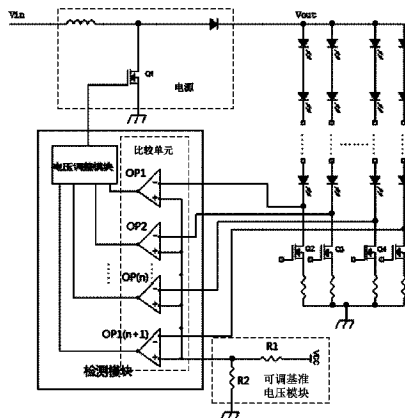 Vin
Vout
Q1
电源
比较单元
电压调整模块
OP1
OP2
OP(n)
OP1(n+1)
Q2
Q3
Q4
检测模块
R1
VCC
R2
可调基准
电压模块